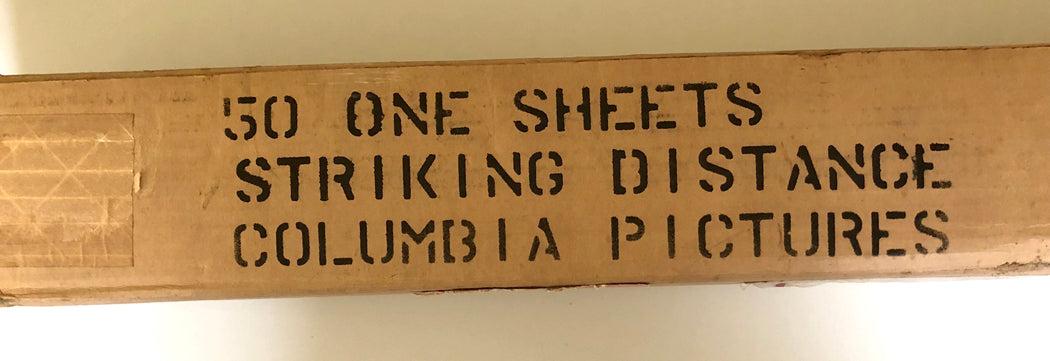 50 ONE SHEETS
STRIKING DISTANCE
COLUMBIA PICTURES